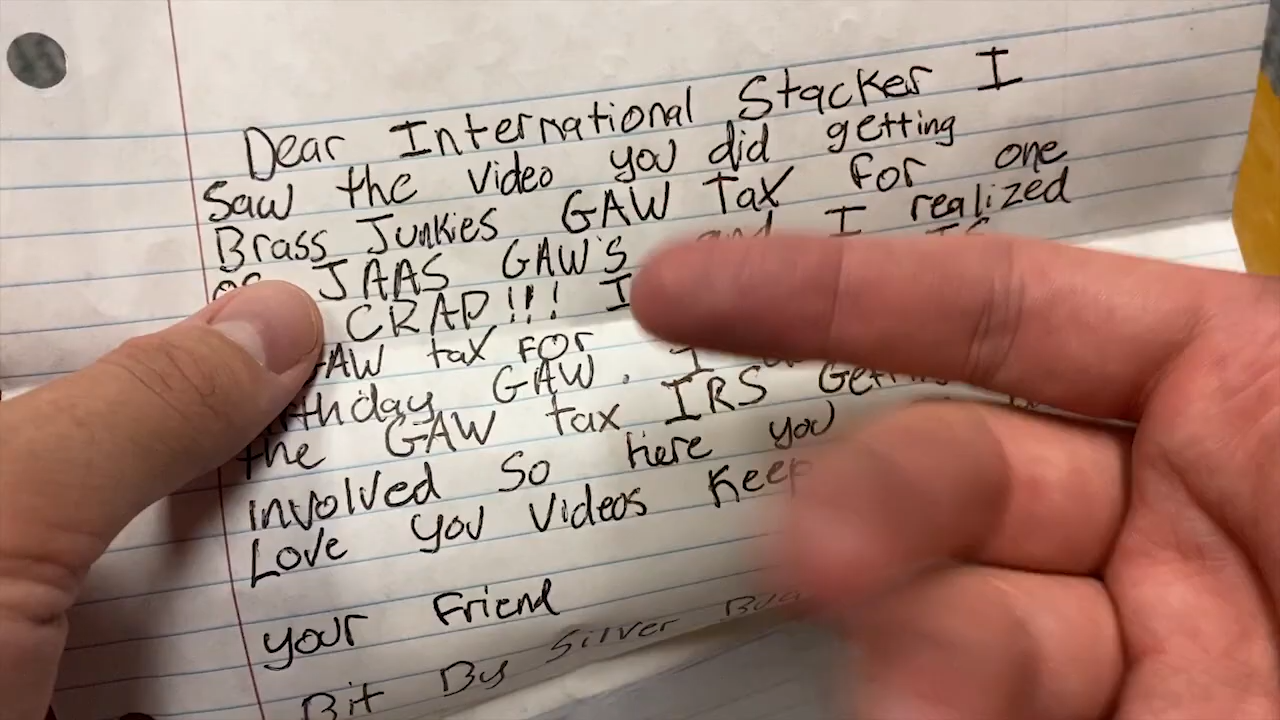 Dear International Stacker I
Saw the Video you did getting
Brass Junkies GAW Tax For one
JAAS GAW'S and I realized
CRAP!!! I
tax FOR
GAW. I
the GAW tax IRS
involved So here you
Love you Videos Keep
your Friend
Bit By Silver